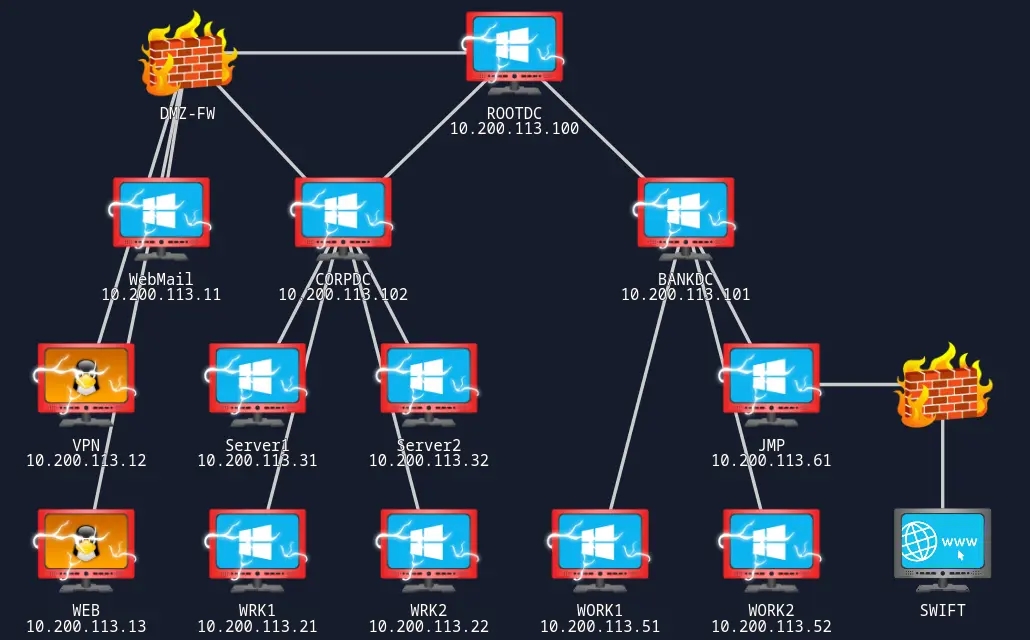 DMZ-FW
ROOTDC
10.200.113.100
WebMail
10.200.113.11
CORPDC
10.200.113.102
BANKDC
10.200.113.101
VPN
10.200.113.12
Server1
10.200.113.31
Server2
10.200.113.32
JMP
10.200.113.61
WEB
10.200.113.13
WRK1
10.200.113.21
WRK2
10.200.113.22
WORK1
10.200.113.51
WORK2
10.200.113.52
www
SWIFT